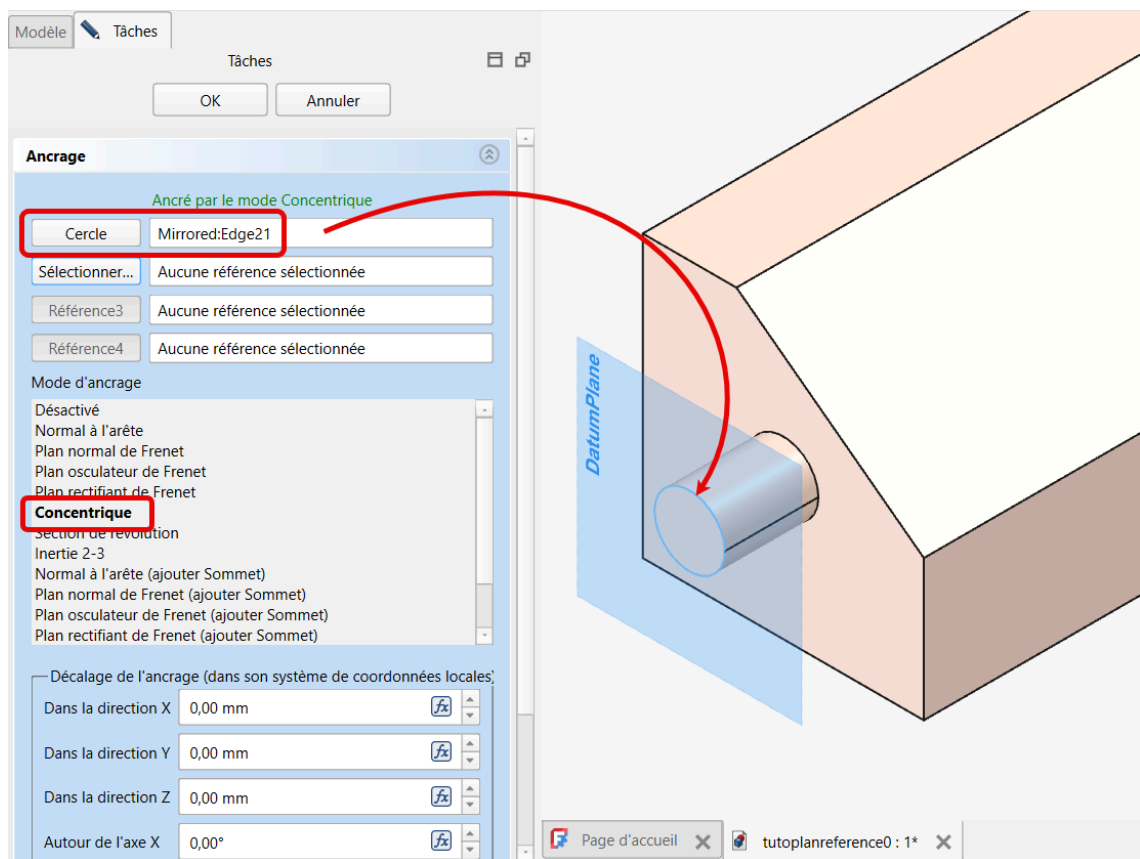 Modèle Tâches
Tâches
OK Annuler
Ancrage
Ancré par le mode Concentrique
Cercle Mirrored:Edge21
Sélectionner... Aucune référence sélectionnée
Référence3 Aucune référence sélectionnée
Référence4 Aucune référence sélectionnée
Mode d'ancrage
Désactivé
Normal à l'arête
Plan normal de Frenet
Plan osculateur de Frenet
Plan rectifiant de Frenet
Concentrique
Section de révolution
Inertie 2-3
Normal à l'arête (ajouter Sommet)
Plan normal de Frenet (ajouter Sommet)
Plan osculateur de Frenet (ajouter Sommet)
Plan rectifiant de Frenet (ajouter Sommet)
Décalage de l'ancrage (dans son système de coordonnées locales)
Dans la direction X 0,00 mm fx
Dans la direction Y 0,00 mm fx
Dans la direction Z 0,00 mm fx
Autour de l'axe X 0,00° fx
DatumPlane
Page d'accueil tutoplanreference0 : 1*